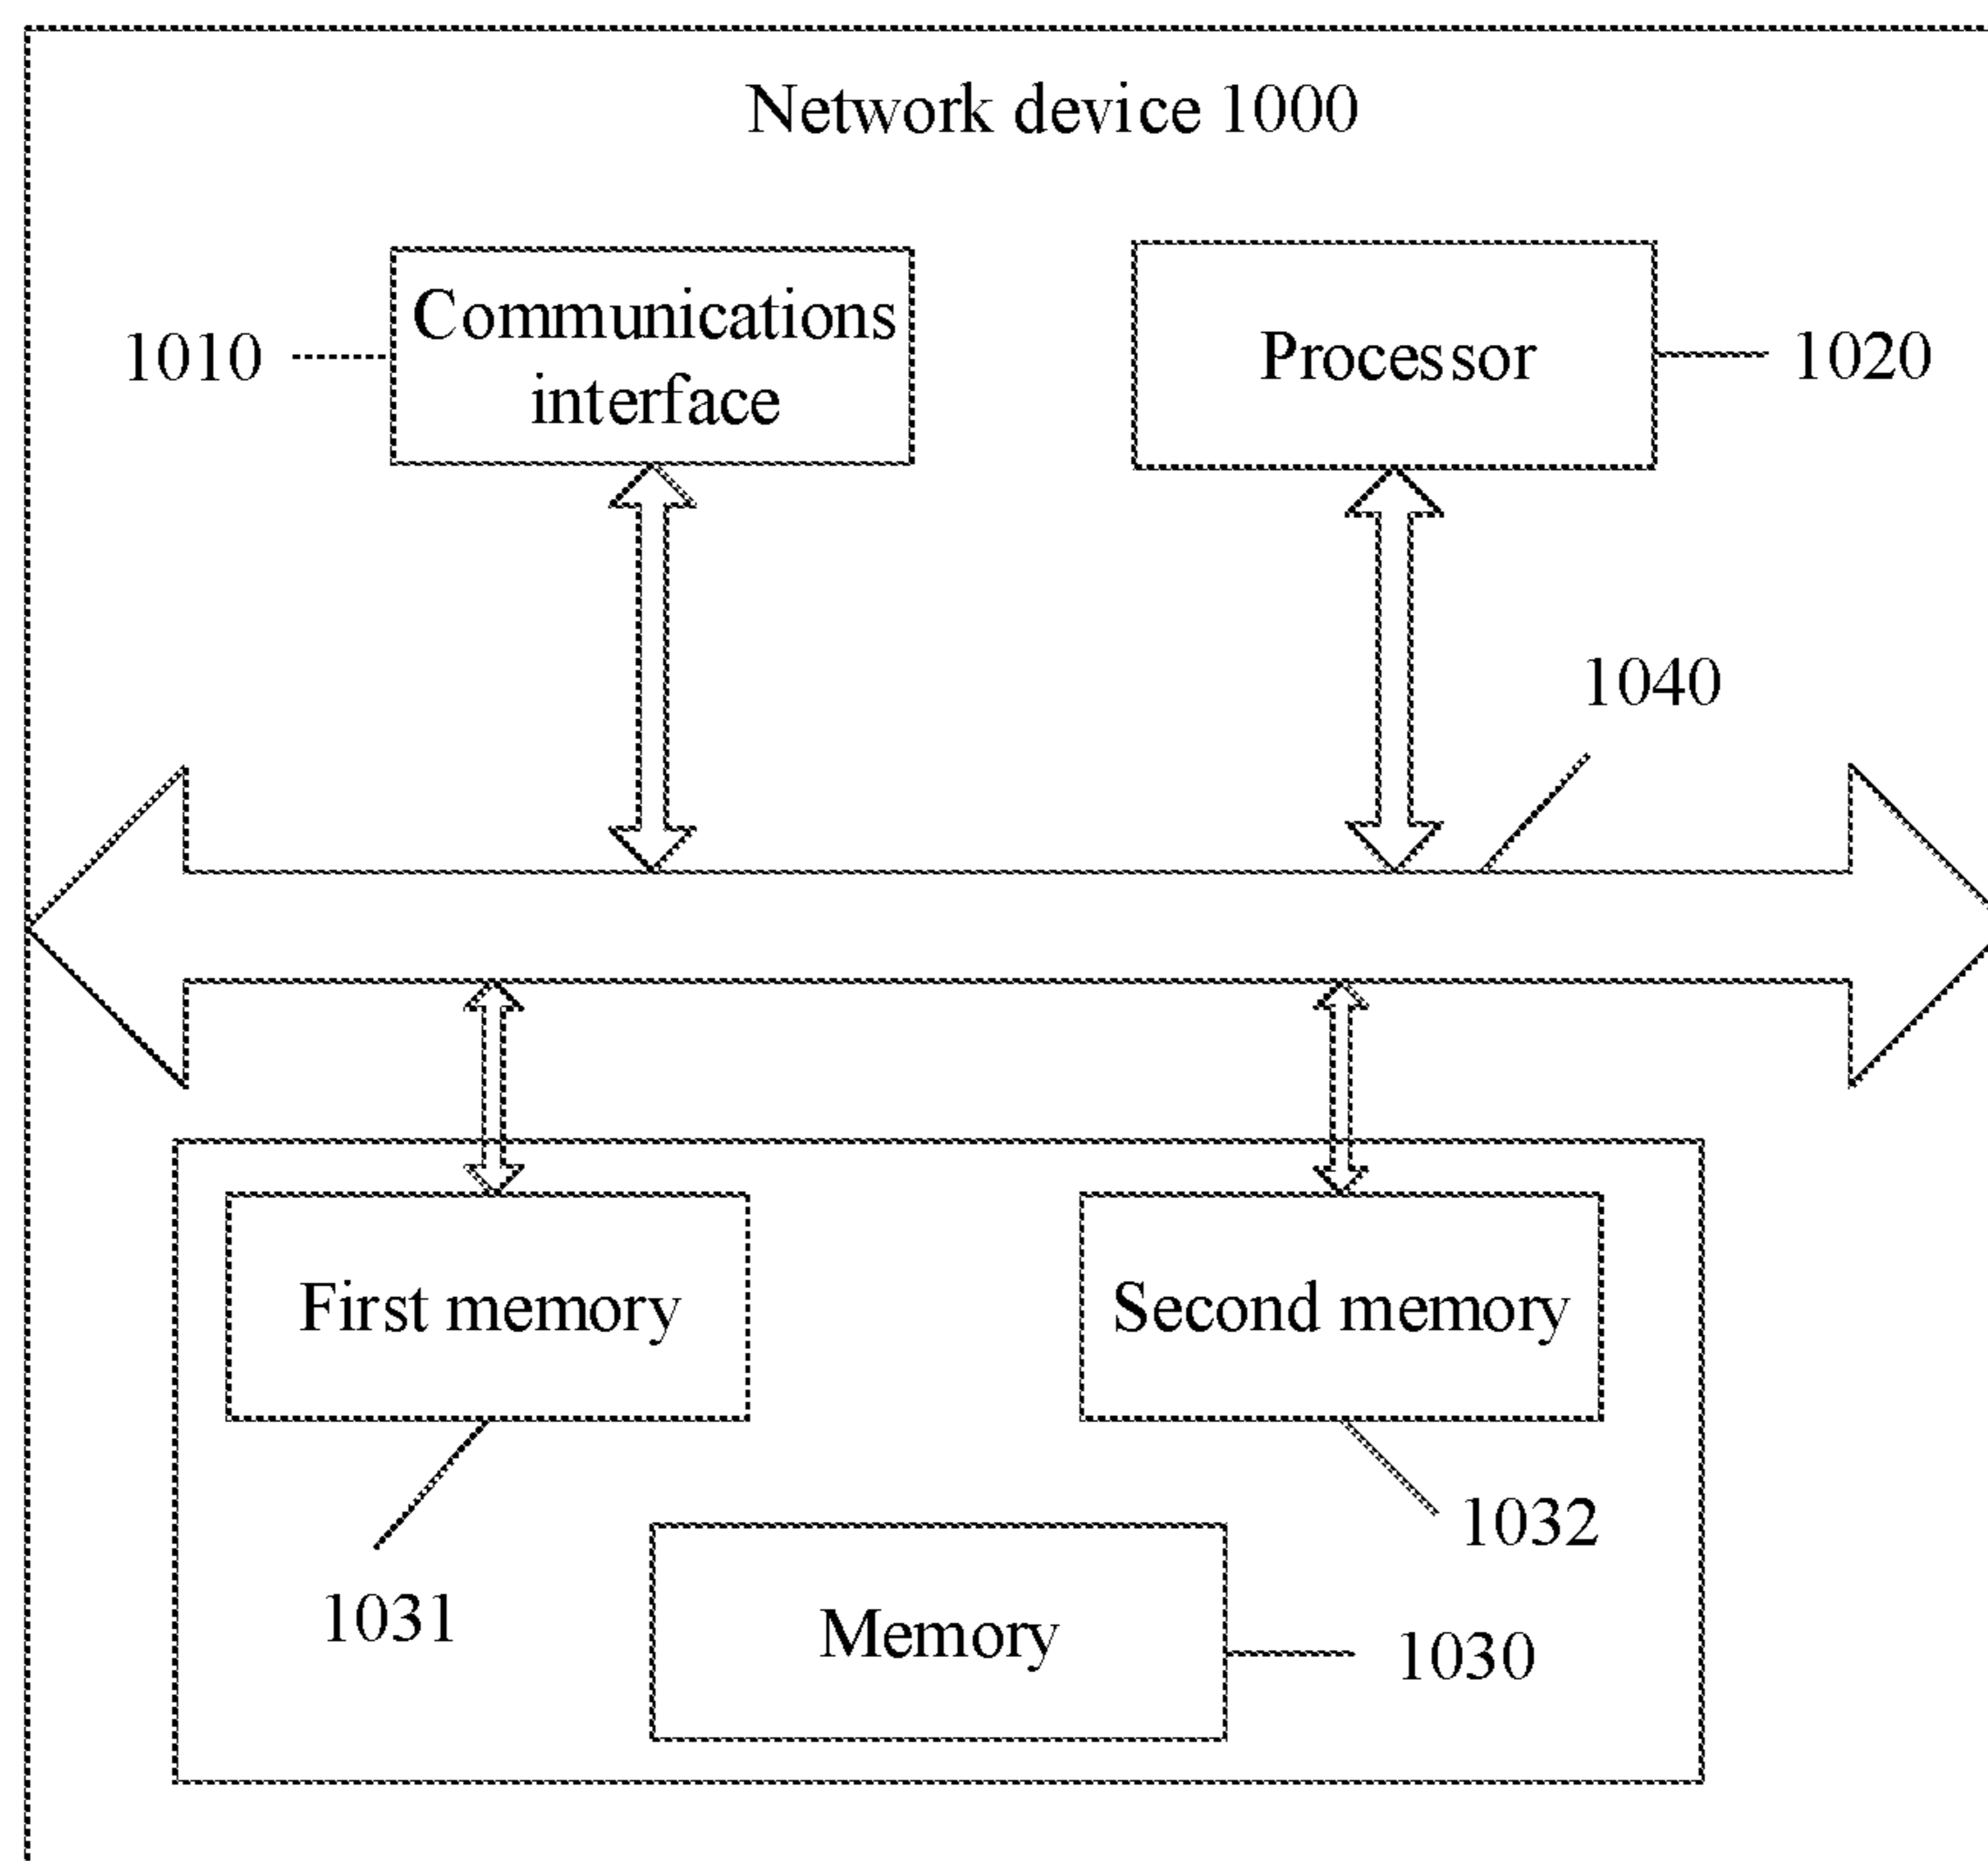 Network device 1000
Communications
interface
1010
Processor
1020
1040
First memory
Second memory
1031
1032
Memory
1030